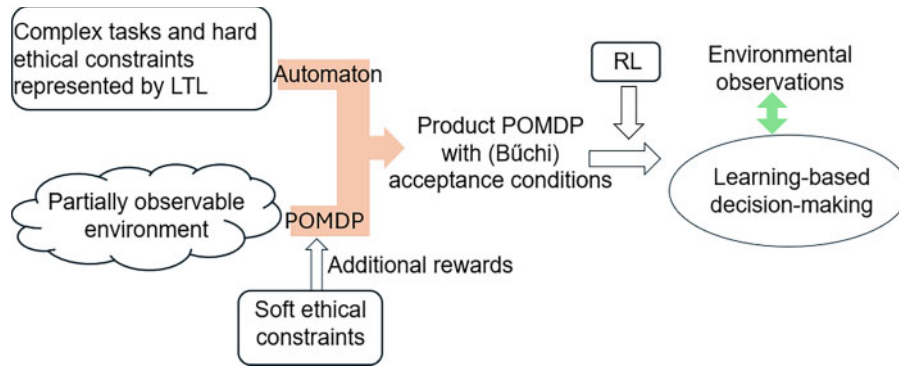 Complex tasks and hard
ethical constraints
represented by LTL
Automaton
Partially observable
environment
POMDP
Additional rewards
Soft ethical
constraints
Product POMDP
with (Bűchi)
acceptance conditions
RL
Environmental
observations
Learning-based
decision-making